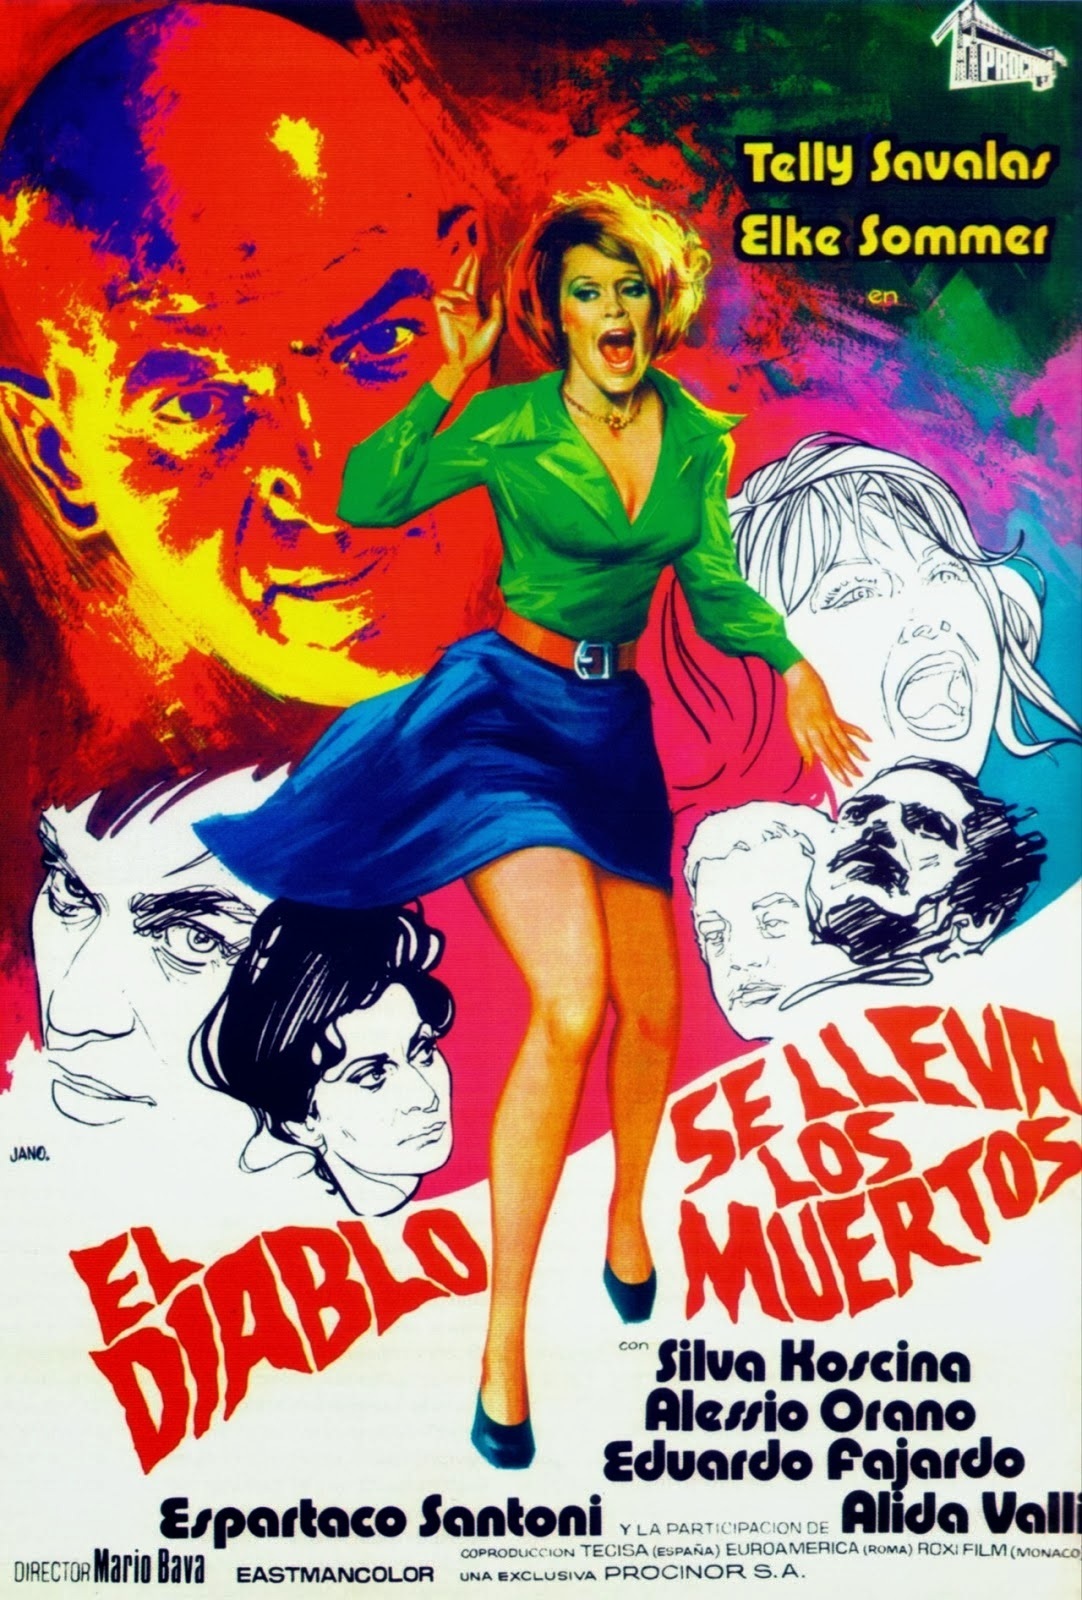 PROCINOR
Telly Savalas
Elke Sommer
en
JANO.
EL
DIABLO
SE LLEVA
LOS
MUERTOS
con Silva Koscina
Alessio Orano
Eduardo Fajardo
Espartaco Santoni Y LA PARTICIPACION DE Alida Valli
DIRECTOR Mario Bava EASTMANCOLOR
COPRODUCCION TECISA (ESPAÑA) EUROAMERICA (ROMA) ROXI FILM (MONACO
UNA EXCLUSIVA PROCINOR S.A.